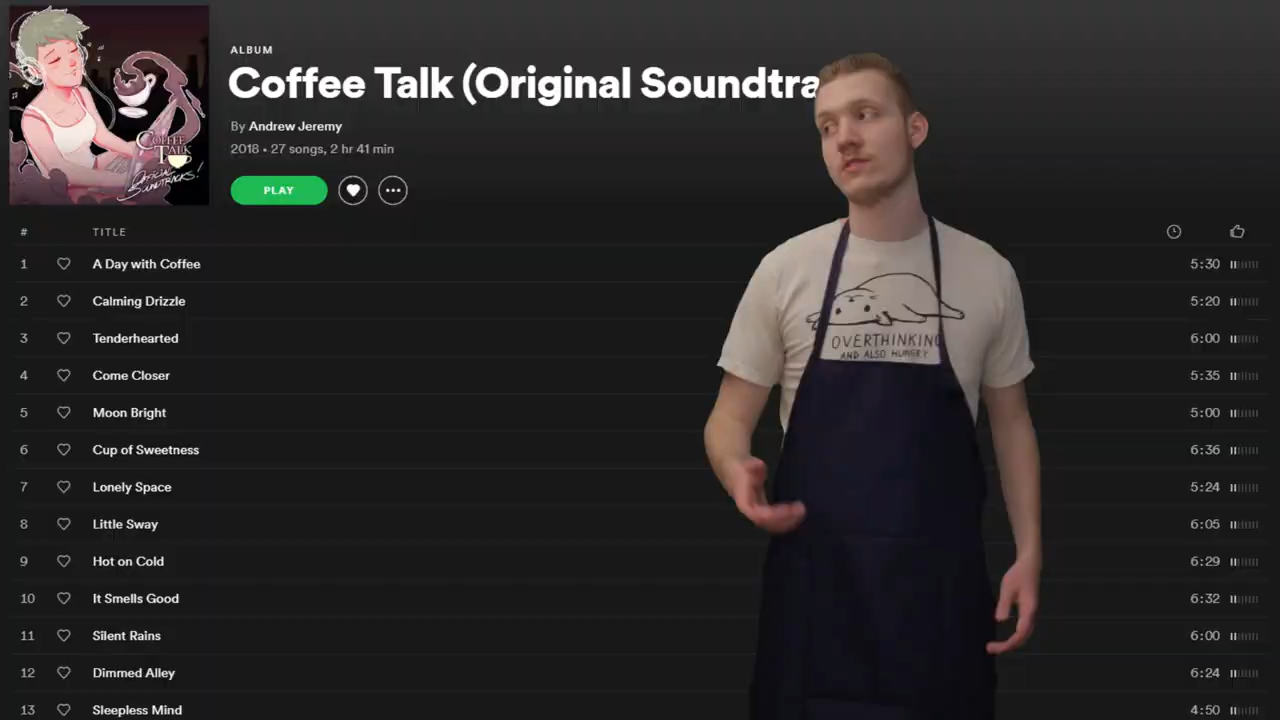 ALBUM
Coffee Talk (Original Soundtra
By Andrew Jeremy
2018 • 27 songs, 2 hr 41 min
PLAY
# TITLE
1 A Day with Coffee 5:30
2 Calming Drizzle 5:20
3 Tenderhearted 6:00
4 Come Closer 5:35
5 Moon Bright 5:00
6 Cup of Sweetness 6:36
7 Lonely Space 5:24
8 Little Sway 6:05
9 Hot on Cold 6:29
10 It Smells Good 6:32
11 Silent Rains 6:00
12 Dimmed Alley 6:24
13 Sleepless Mind 4:50
COFFEE
TALK
OFFICIAL
SOUNDTRACKS!
OVERTHINKING
AND ALSO HUNGRY